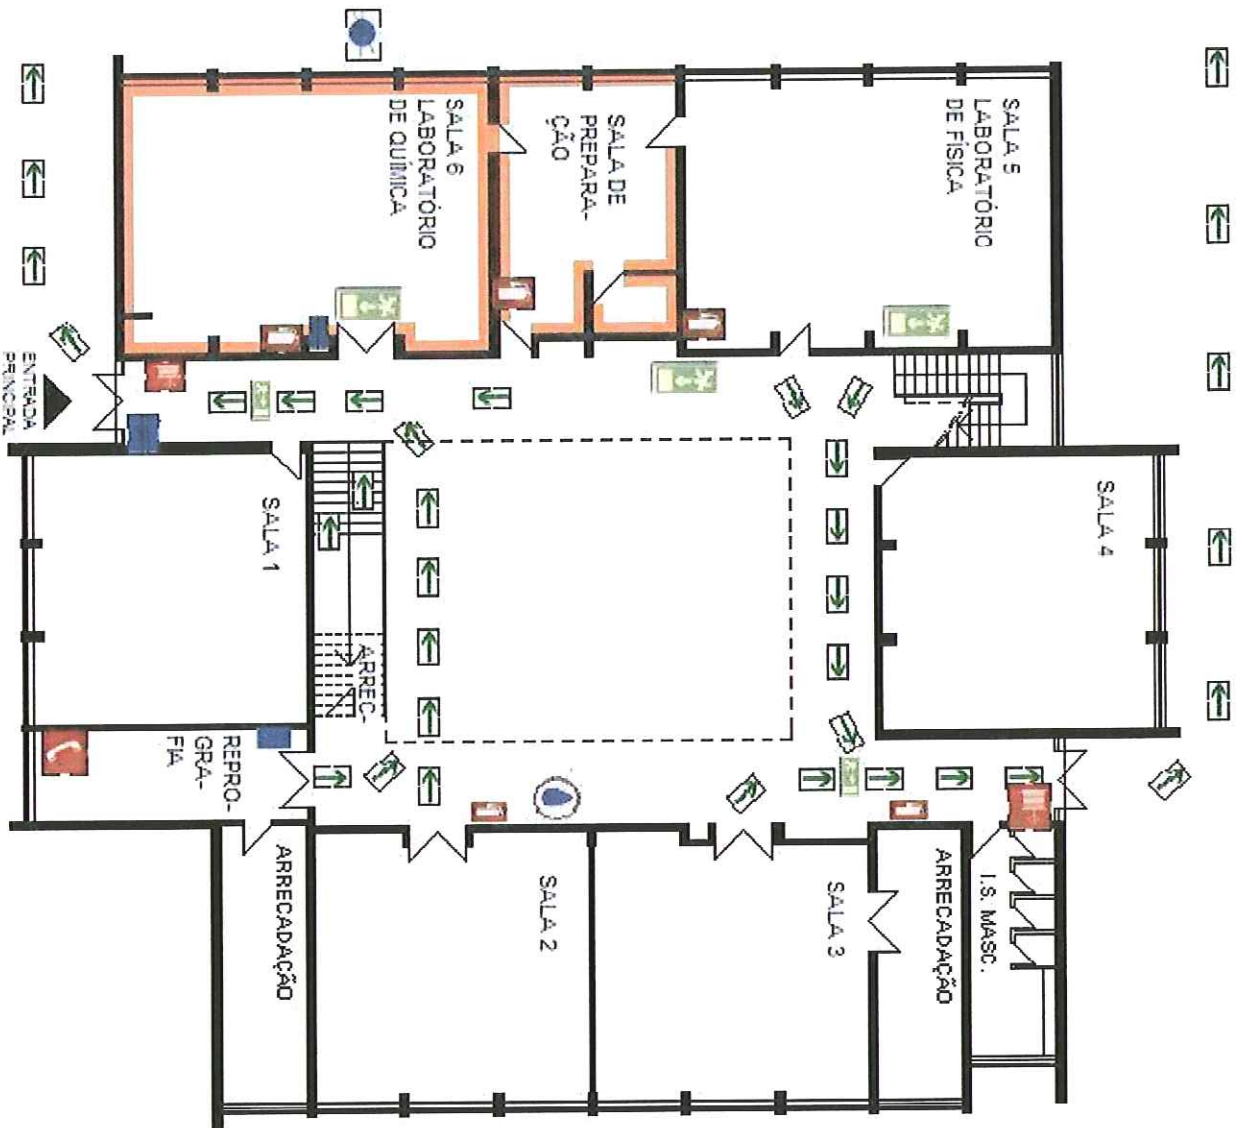 SALA 6
LABORATÓRIO
DE QUÍMICA
SALA DE
PREPARA-
ÇÃO
SALA 5
LABORATÓRIO
DE FÍSICA
ENTRADA
PRINCIPAL
SALA 1
ARREC-
SALA 4
REPRO-
GRA-
FIA
ARRECADAÇÃO
SALA 2
SALA 3
ARRECADAÇÃO
I.S. MASC.